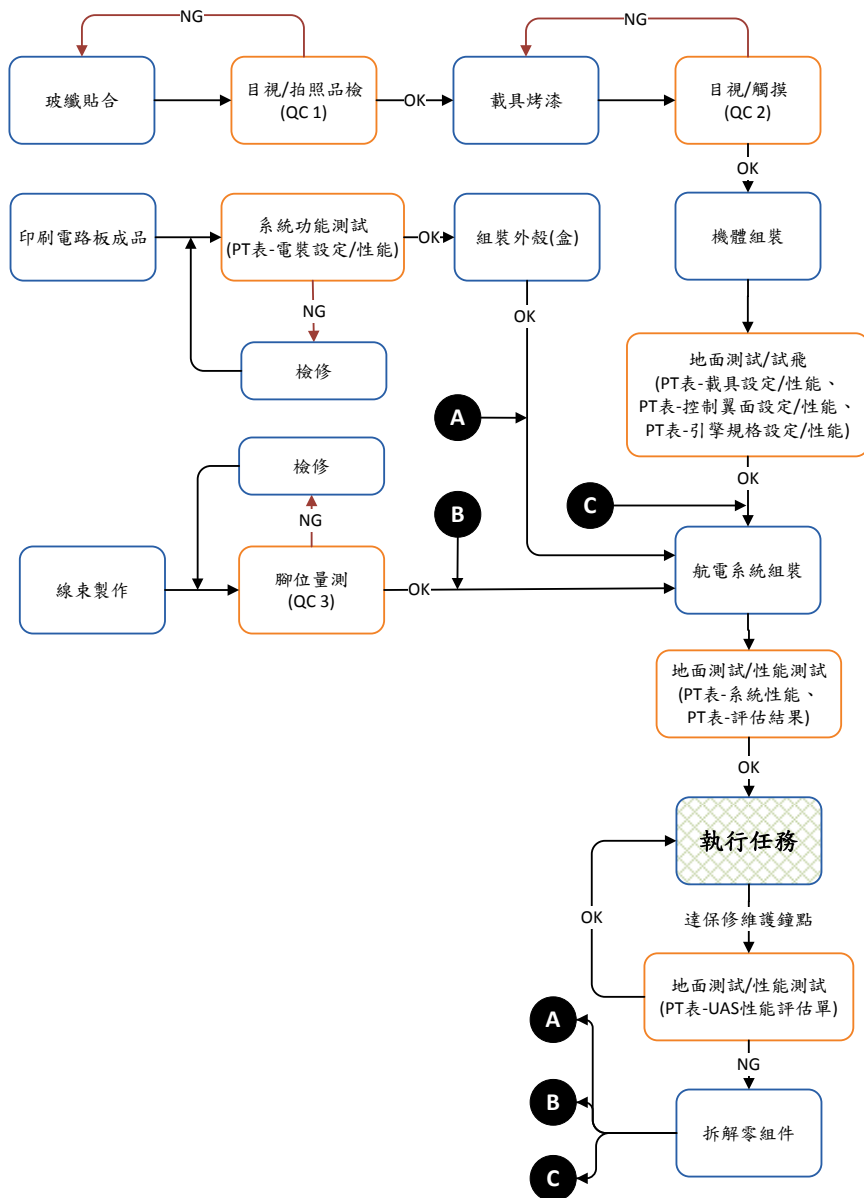 NG
NG
玻纖貼合
目視/拍照品檢
(QC 1)
OK
載具烤漆
目視/觸摸
(QC 2)
OK
印刷電路板成品
系統功能測試
(PT表-電裝設定/性能)
OK
組裝外殼(盒)
機體組裝
NG
OK
檢修
地面測試/試飛
(PT表-載具設定/性能、
PT表-控制翼面設定/性能、
PT表-引擎規格設定/性能)
A
檢修
OK
B
C
NG
線束製作
腳位量測
(QC 3)
OK
航電系統組裝
地面測試/性能測試
(PT表-系統性能、
PT表-評估結果)
OK
執行任務
OK
達保修維護鐘點
地面測試/性能測試
(PT表-UAS性能評估單)
A
NG
B
拆解零組件
C